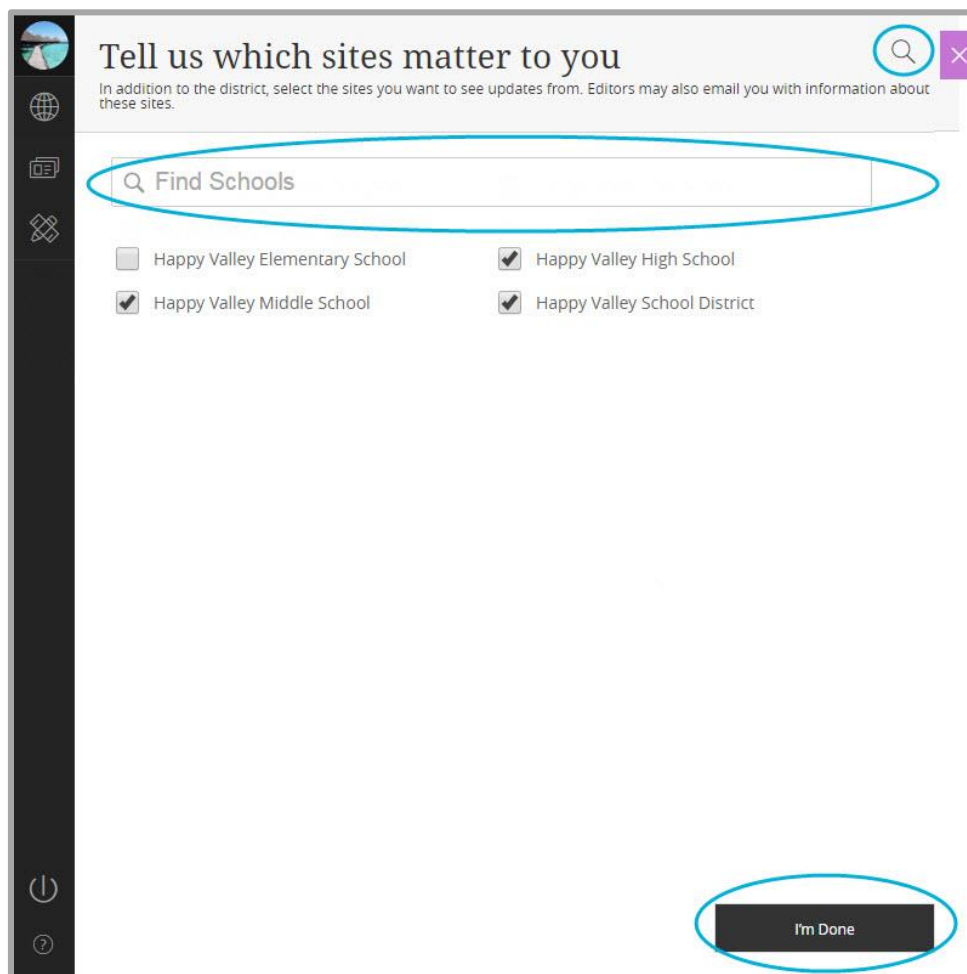 Tell us which sites matter to you
In addition to the district, select the sites you want to see updates from. Editors may also email you with information about
these sites.
Find Schools
Happy Valley Elementary School
Happy Valley High School
Happy Valley Middle School
Happy Valley School District
I'm Done